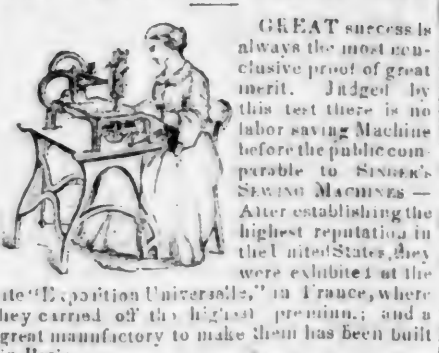 GREAT success is
always the most con-
clusive proof of great
merit. Judged by
this test there is no
labor saving Machine
before the public com-
parable to SINGER'S
SEWING MACHINES —
After establishing the
highest reputation in
the United States, they
were exhibited at the
ate "Exposition Universelle," in France, where
hey carried off the highest premium; and a
great manufactory to make them has been built